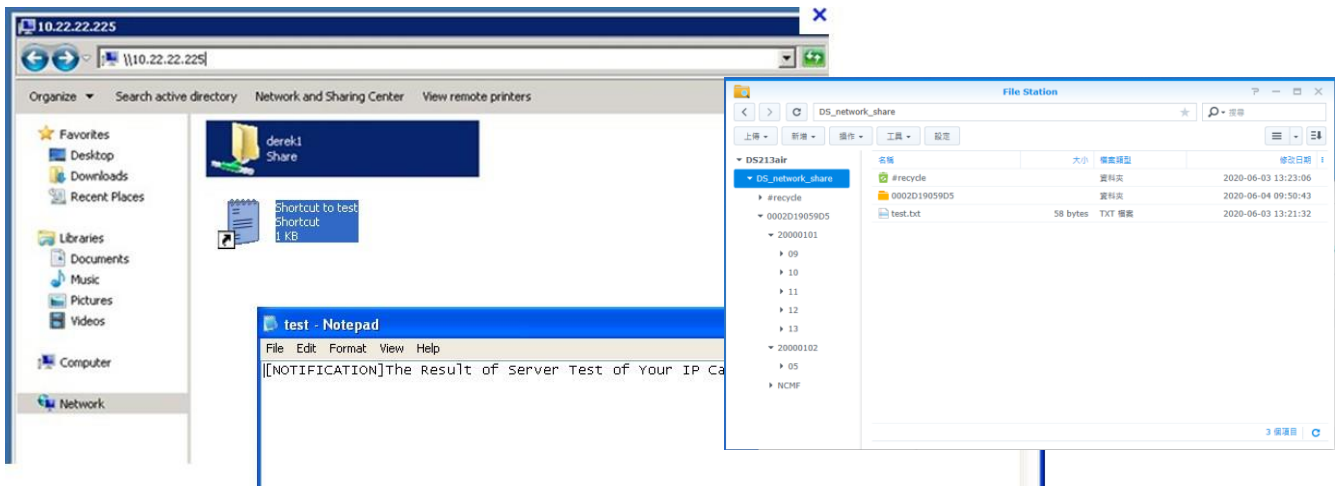 10.22.22.225
\\10.22.22.225
Organize Search active directory Network and Sharing Center View remote printers
Favorites
Desktop
Downloads
Recent Places
Libraries
Documents
Music
Pictures
Videos
Computer
Network
derek1
Share
Shortcut to test
Shortcut
1 KB
test - Notepad
File Edit Format View Help
[NOTIFICATION]The Result of Server Test of Your IP Ca
File Station
DS_network_share
搜尋
上傳 新增 操作 工具 設定
DS213air
DS_network_share
#recycle
0002D19059D5
20000101
09
10
11
12
13
20000102
05
NCMF
名稱 大小 檔案類型 修改日期
#recycle 資料夾 2020-06-03 13:23:06
0002D19059D5 資料夾 2020-06-04 09:50:43
test.txt 58 bytes TXT 檔案 2020-06-03 13:21:32
3 個項目